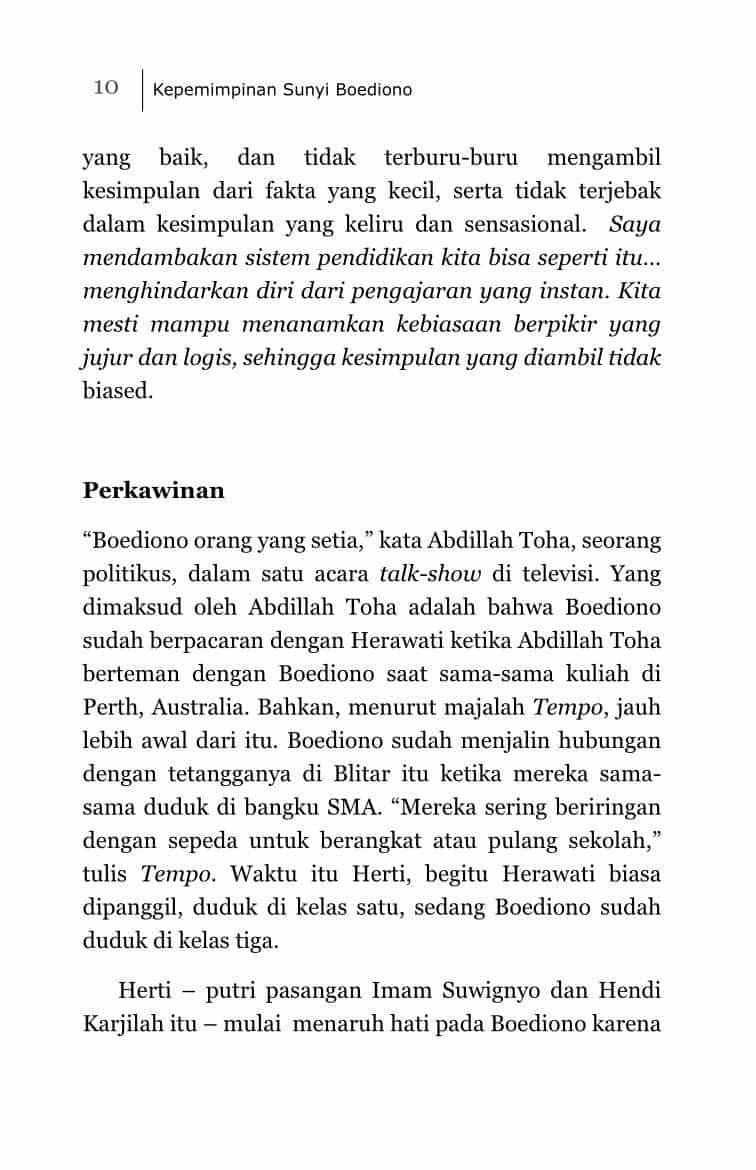 10
Kepemimpinan Sunyi Boediono
yang baik, dan tidak terburu-buru mengambil
kesimpulan dari fakta yang kecil, serta tidak terjebak
dalam kesimpulan yang keliru dan sensasional. Saya
mendambakan sistem pendidikan kita bisa seperti itu...
menghindarkan diri dari pengajaran yang instan. Kita
mesti mampu menanamkan kebiasaan berpikir yang
jujur dan logis, sehingga kesimpulan yang diambil tidak
biased.
Perkawinan
“Boediono orang yang setia,” kata Abdillah Toha, seorang
politikus, dalam satu acara talk-show di televisi. Yang
dimaksud oleh Abdillah Toha adalah bahwa Boediono
sudah berpacaran dengan Herawati ketika Abdillah Toha
berteman dengan Boediono saat sama-sama kuliah di
Perth, Australia. Bahkan, menurut majalah Tempo, jauh
lebih awal dari itu. Boediono sudah menjalin hubungan
dengan tetangganya di Blitar itu ketika mereka sama-
sama duduk di bangku SMA. “Mereka sering beriringan
dengan sepeda untuk berangkat atau pulang sekolah,”
tulis Tempo. Waktu itu Herti, begitu Herawati biasa
dipanggil, duduk di kelas satu, sedang Boediono sudah
duduk di kelas tiga.
Herti – putri pasangan Imam Suwignyo dan Hendi
Karjilah itu – mulai menaruh hati pada Boediono karena